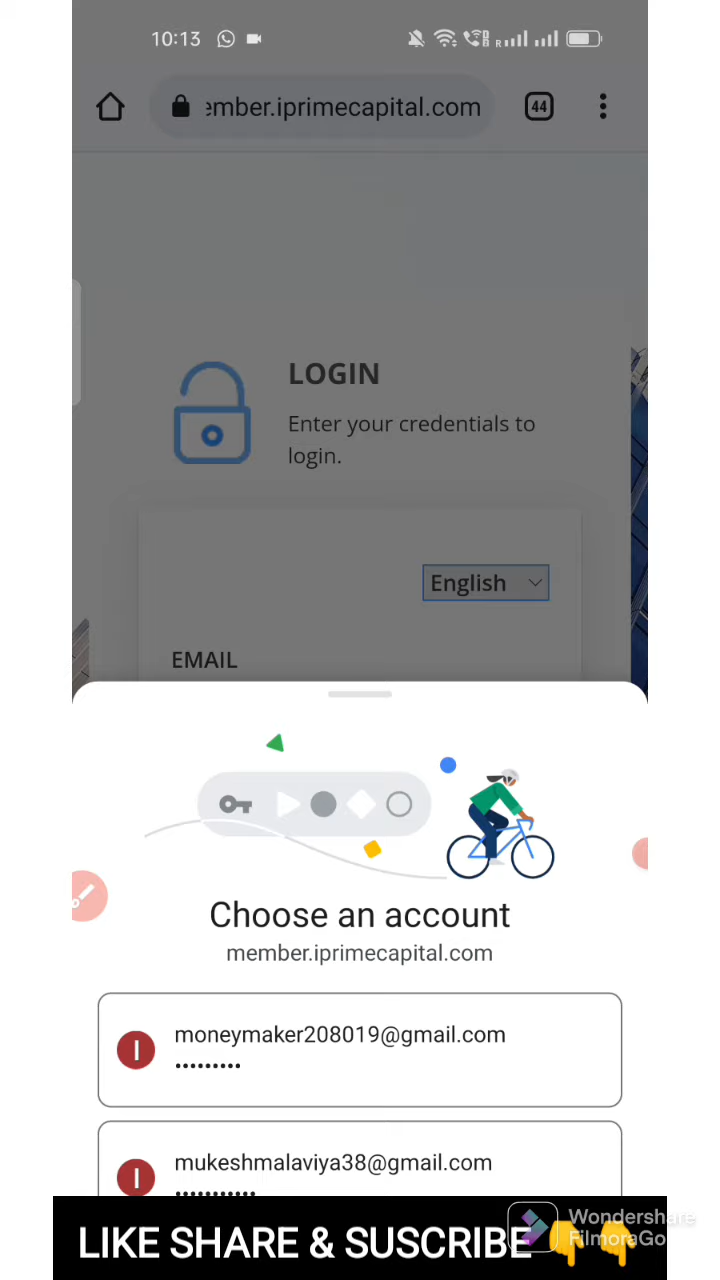 10:13
ember.iprimecapital.com
44
LOGIN
Enter your credentials to
login.
English
EMAIL
Choose an account
member.iprimecapital.com
moneymaker208019@gmail.com
•••••••••
mukeshmalaviya38@gmail.com
•••••••••••
LIKE SHARE & SUSCRIBE👇👇
Wondershare
FilmoraGo